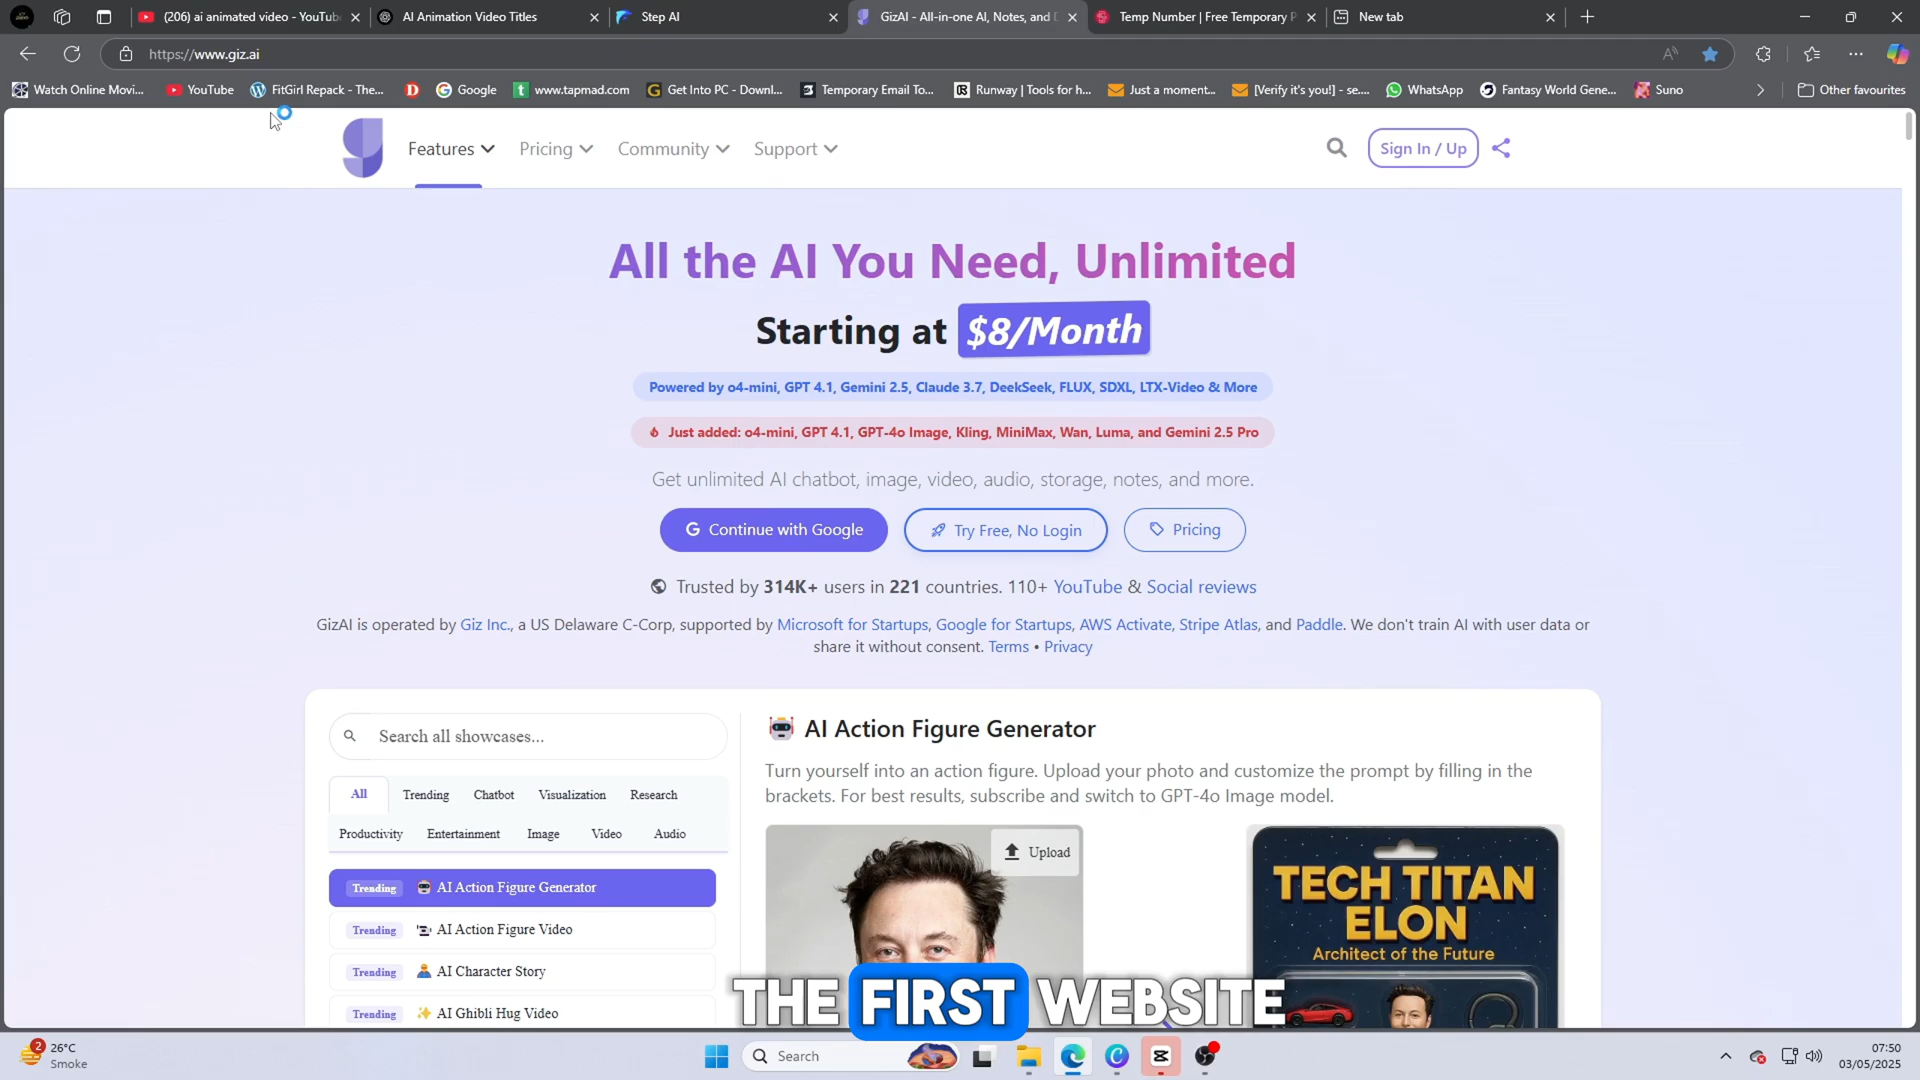 (206) ai animated video - YouTub
AI Animation Video Titles
Step AI
GizAI - All-in-one AI, Notes, and D
Temp Number | Free Temporary P
New tab
https://www.giz.ai
Watch Online Movi...
YouTube
FitGirl Repack - The...
Google
www.tapmad.com
Get Into PC - Downl...
Temporary Email To...
Runway | Tools for h...
Just a moment...
[Verify it's you!] - se....
WhatsApp
Fantasy World Gene...
Suno
Other favourites
Features
Pricing
Community
Support
Sign In / Up
All the AI You Need, Unlimited
Starting at $8/Month
Powered by o4-mini, GPT 4.1, Gemini 2.5, Claude 3.7, DeekSeek, FLUX, SDXL, LTX-Video & More
Just added: o4-mini, GPT 4.1, GPT-4o Image, Kling, MiniMax, Wan, Luma, and Gemini 2.5 Pro
Get unlimited AI chatbot, image, video, audio, storage, notes, and more.
Continue with Google
Try Free, No Login
Pricing
Trusted by 314K+ users in 221 countries. 110+ YouTube & Social reviews
GizAI is operated by Giz Inc., a US Delaware C-Corp, supported by Microsoft for Startups, Google for Startups, AWS Activate, Stripe Atlas, and Paddle. We don't train AI with user data or
share it without consent. Terms • Privacy
Search all showcases...
All
Trending
Chatbot
Visualization
Research
Productivity
Entertainment
Image
Video
Audio
Trending AI Action Figure Generator
Trending AI Action Figure Video
Trending AI Character Story
Trending AI Ghibli Hug Video
AI Action Figure Generator
Turn yourself into an action figure. Upload your photo and customize the prompt by filling in the
brackets. For best results, subscribe and switch to GPT-4o Image model.
Upload
TECH TITAN
ELON
Architect of the Future
THE FIRST WEBSITE
2
26°C
Smoke
Search
07:50
03/05/2025